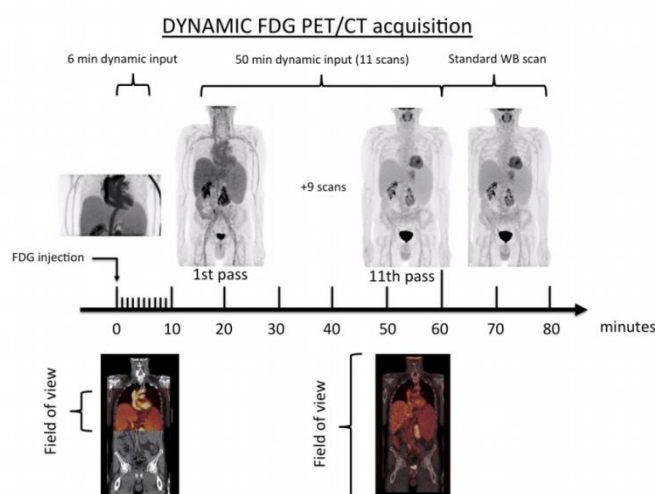 DYNAMIC FDG PET/CT acquisition
6 min dynamic input
50 min dynamic input (11 scans)
Standard WB scan
+9 scans
FDG injection
1st pass
11th pass
0 10 20 30 40 50 60 70 80 minutes
Field of view
Field of view